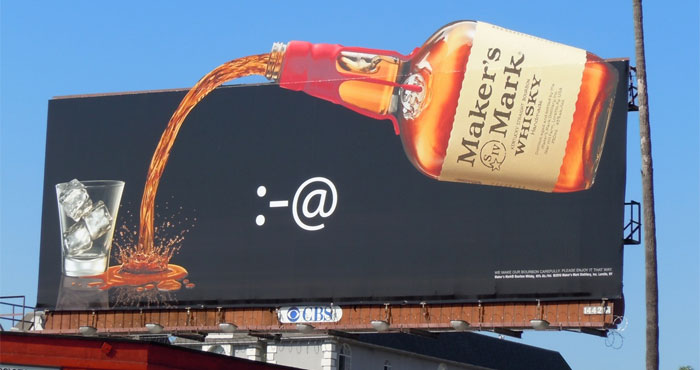 Maker's
Mark®
S IV
WHISKY
:-@
WE MAKE OUR BOURBON CAREFULLY. PLEASE ENJOY IT THAT WAY.
CBS